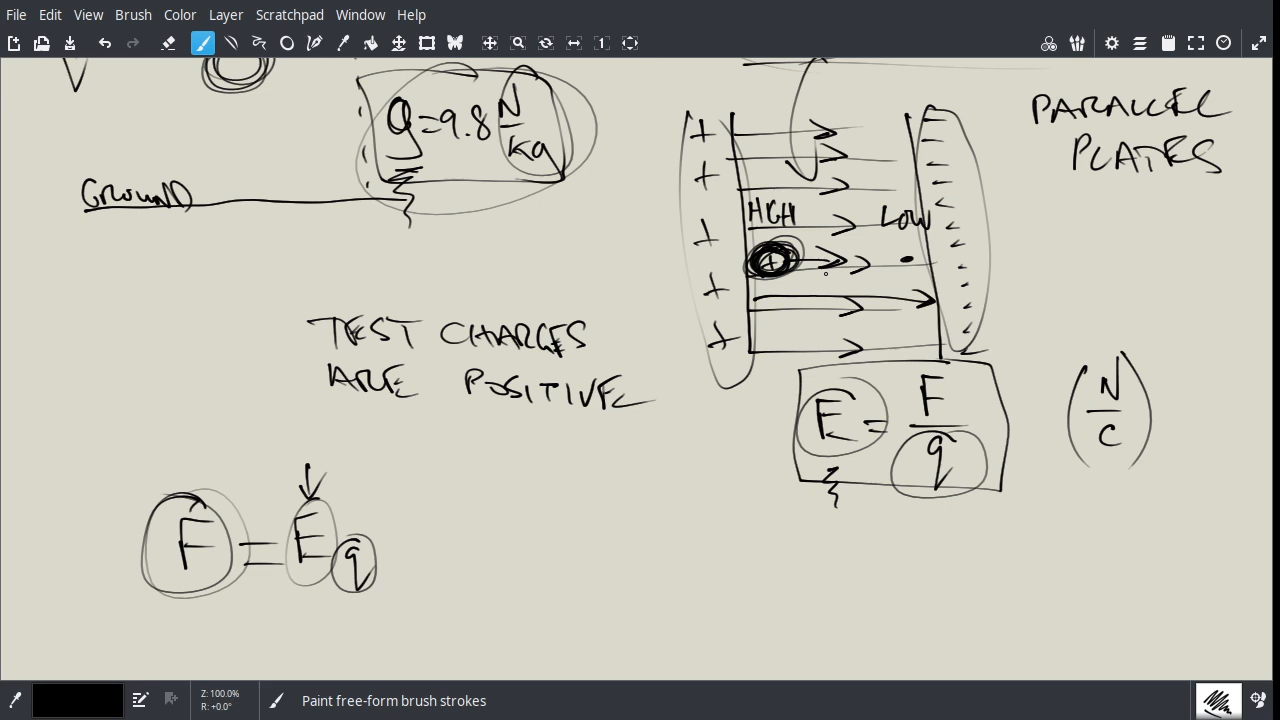 File Edit View Brush Color Layer Scratchpad Window Help
1
g = 9.8 N/kg
GROUND
PARALLEL
PLATES
+
+
+
+
+
HIGH
LOW
+
TEST CHARGES
ARE POSITIVE
E = F/q
(N/C)
F = Eq
Z: 100.0%
R: +0.0°
Paint free-form brush strokes